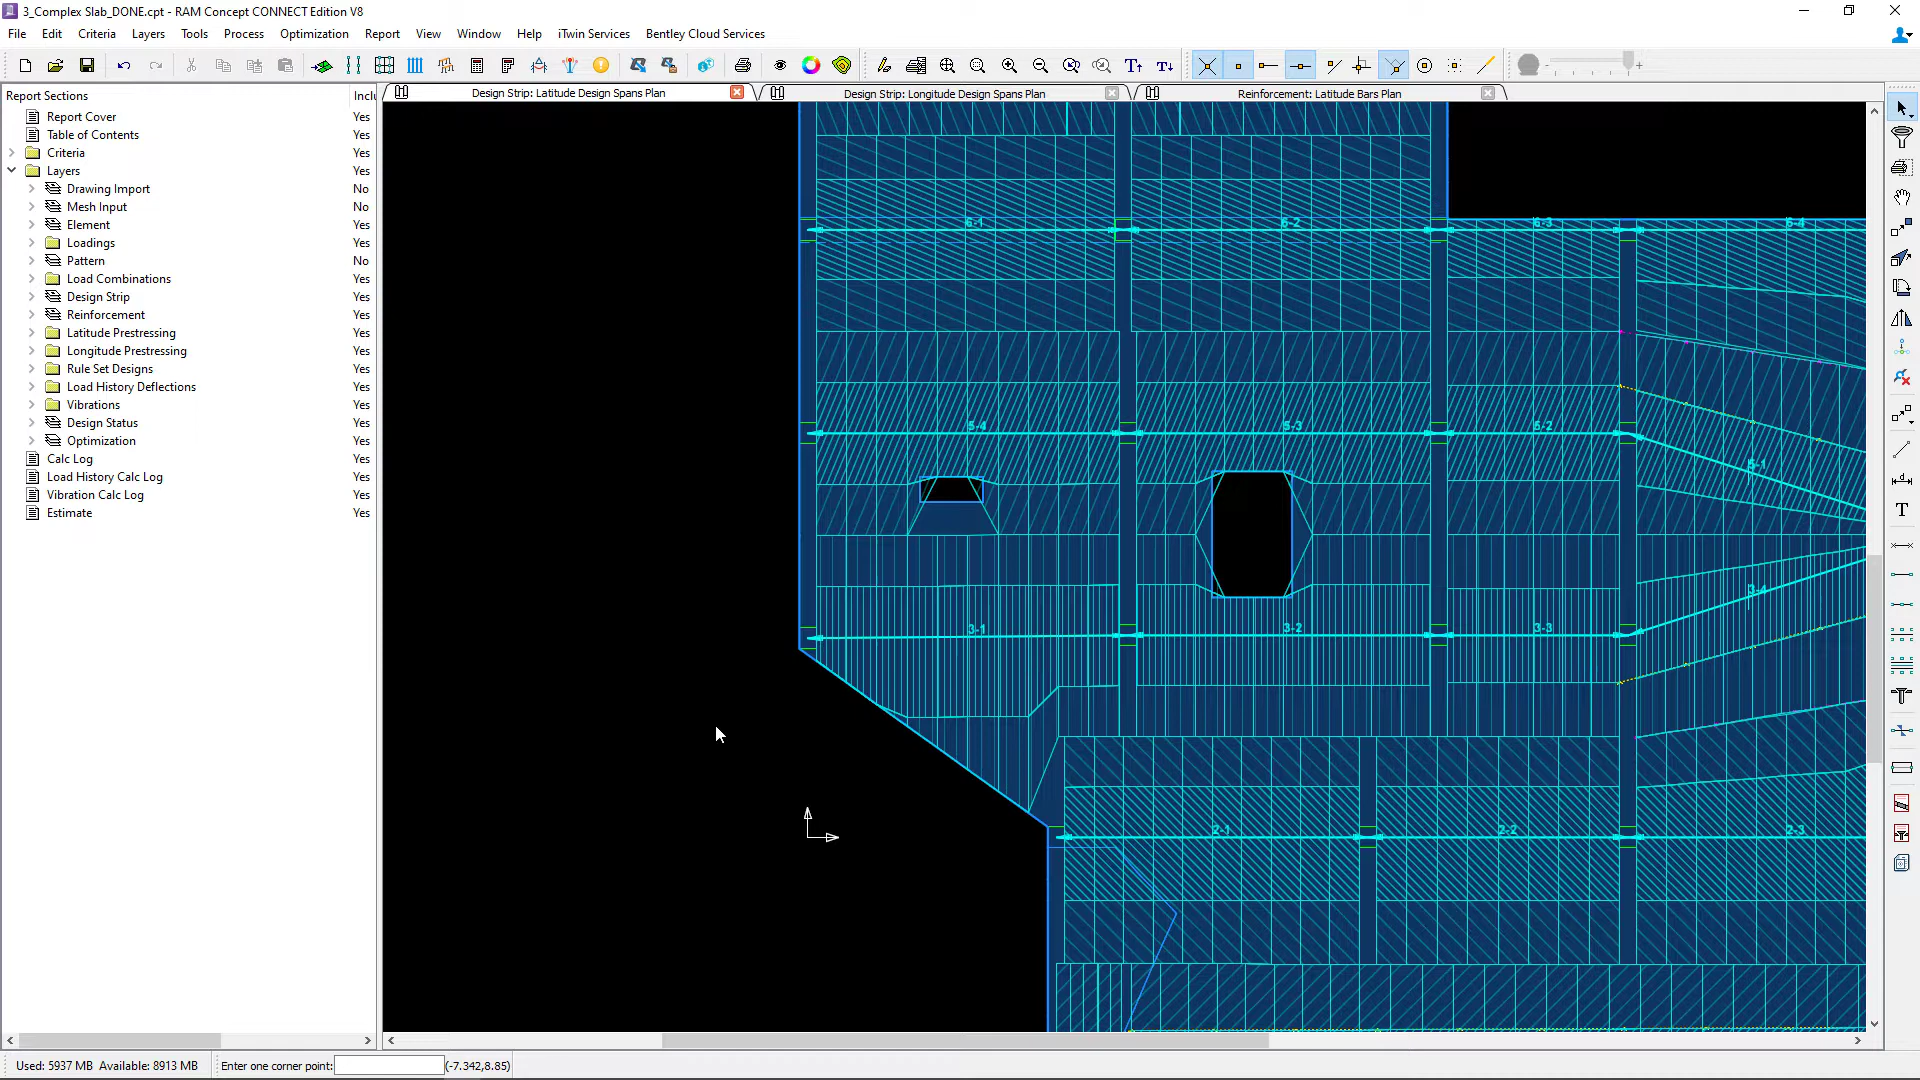 3_Complex Slab_DONE.cpt - RAM Concept CONNECT Edition V8
File Edit Criteria Layers Tools Process Optimization Report View Window Help iTwin Services Bentley Cloud Services
Report Sections Inclu
Design Strip: Latitude Design Spans Plan
Design Strip: Longitude Design Spans Plan
Reinforcement: Latitude Bars Plan
Report Cover Yes
Table of Contents Yes
Criteria Yes
Layers Yes
Drawing Import No
Mesh Input No
Element Yes
Loadings Yes
Pattern No
Load Combinations Yes
Design Strip Yes
Reinforcement Yes
Latitude Prestressing Yes
Longitude Prestressing Yes
Rule Set Designs Yes
Load History Deflections Yes
Vibrations Yes
Design Status Yes
Optimization Yes
Calc Log Yes
Load History Calc Log Yes
Vibration Calc Log Yes
Estimate Yes
6-1 6-2 6-3 6-4
5-4 5-3 5-2 5-1
3-1 3-2 3-3 3-4
2-1 2-2 2-3
Used: 5937 MB Available: 8913 MB Enter one corner point: (-7.342,8.85)